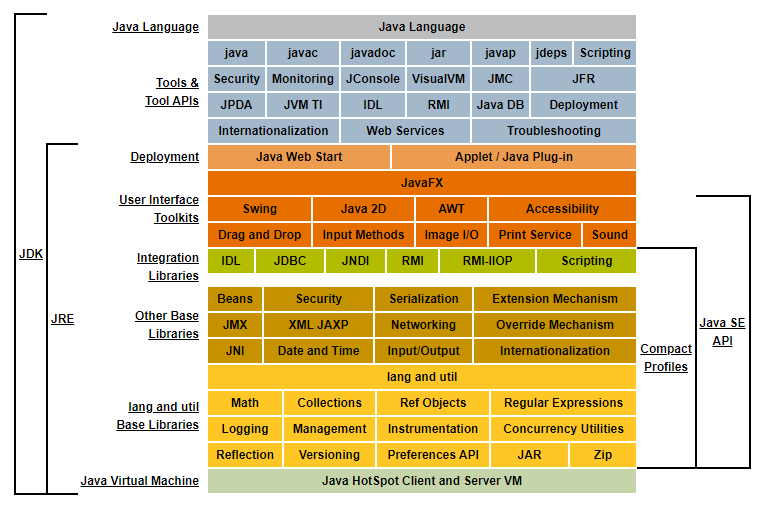 Java Language Java Language
java javac javadoc jar javap jdeps Scripting
Tools & Tool APIs
Security Monitoring JConsole VisualVM JMC JFR
JPDA JVM TI IDL RMI Java DB Deployment
Internationalization Web Services Troubleshooting
Deployment Java Web Start Applet / Java Plug-in
JavaFX
User Interface Toolkits
Swing Java 2D AWT Accessibility
Drag and Drop Input Methods Image I/O Print Service Sound
JDK
Integration Libraries
IDL JDBC JNDI RMI RMI-IIOP Scripting
Beans Security Serialization Extension Mechanism
JRE
Other Base Libraries
JMX XML JAXP Networking Override Mechanism
Java SE API
JNI Date and Time Input/Output Internationalization
Compact Profiles
lang and util
lang and util Base Libraries
Math Collections Ref Objects Regular Expressions
Logging Management Instrumentation Concurrency Utilities
Reflection Versioning Preferences API JAR Zip
Java Virtual Machine Java HotSpot Client and Server VM